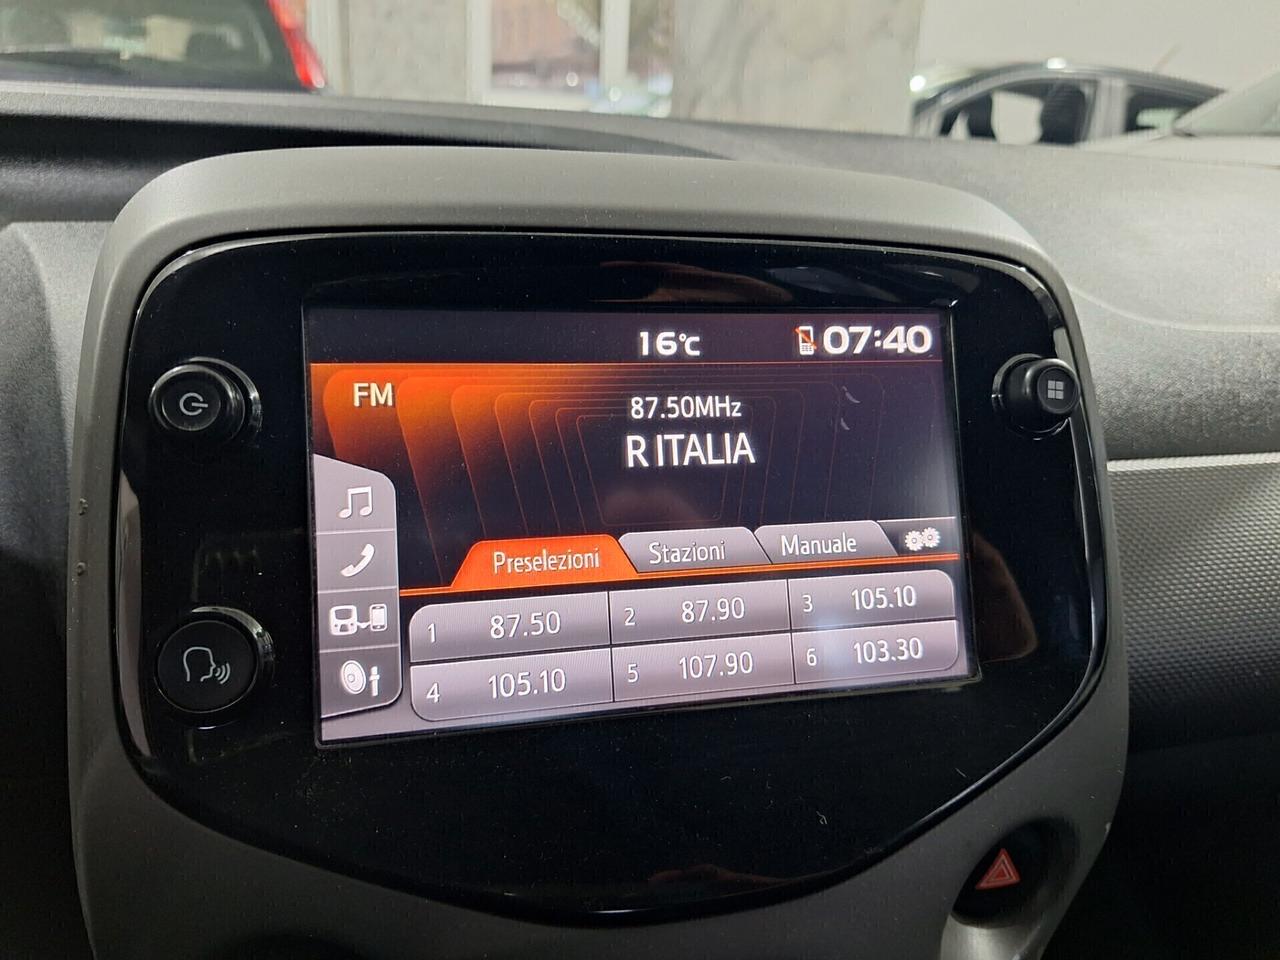 16°C 07:40
FM
87.50MHz
R ITALIA
Preselezioni Stazioni Manuale
1 87.50 2 87.90 3 105.10
4 105.10 5 107.90 6 103.30